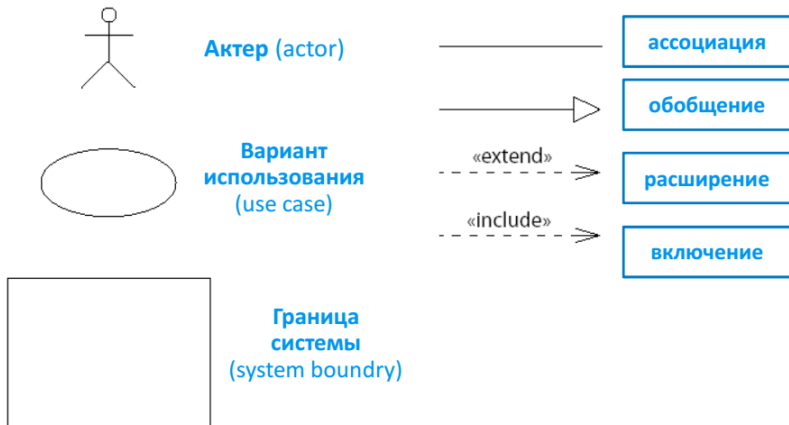 Актер (actor)
Вариант
использования
(use case)
Граница
системы
(system boundry)
ассоциация
обобщение
«extend»
расширение
«include»
включение